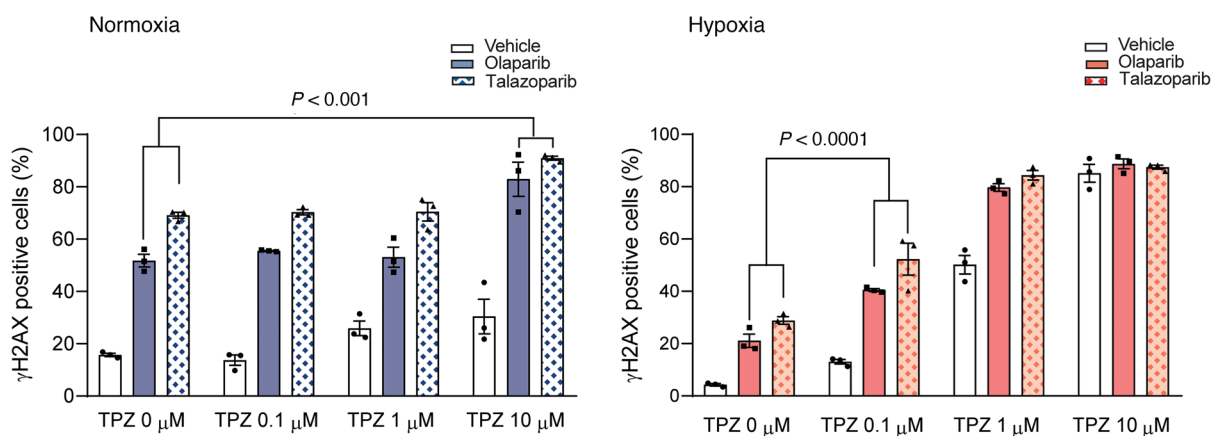 Normoxia
Vehicle
Olaparib
Talazoparib
P < 0.001
γH2AX positive cells (%)
100
80
60
40
20
0
TPZ 0 μM
TPZ 0.1 μM
TPZ 1 μM
TPZ 10 μM
Hypoxia
Vehicle
Olaparib
Talazoparib
P < 0.0001
γH2AX positive cells (%)
100
80
60
40
20
0
TPZ 0 μM
TPZ 0.1 μM
TPZ 1 μM
TPZ 10 μM